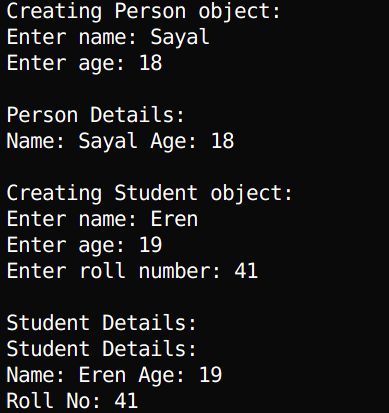 Creating Person object:
Enter name: Sayal
Enter age: 18
Person Details:
Name: Sayal Age: 18
Creating Student object:
Enter name: Eren
Enter age: 19
Enter roll number: 41
Student Details:
Student Details:
Name: Eren Age: 19
Roll No: 41